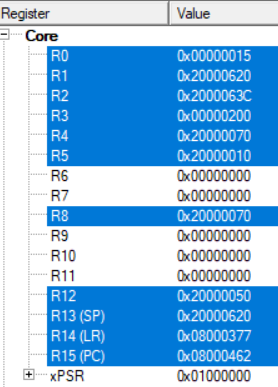 Register Value
Core
R0 0x00000015
R1 0x20000620
R2 0x2000063C
R3 0x00000200
R4 0x20000070
R5 0x20000010
R6 0x00000000
R7 0x00000000
R8 0x20000070
R9 0x00000000
R10 0x00000000
R11 0x00000000
R12 0x20000050
R13 (SP) 0x20000620
R14 (LR) 0x08000377
R15 (PC) 0x08000462
xPSR 0x01000000